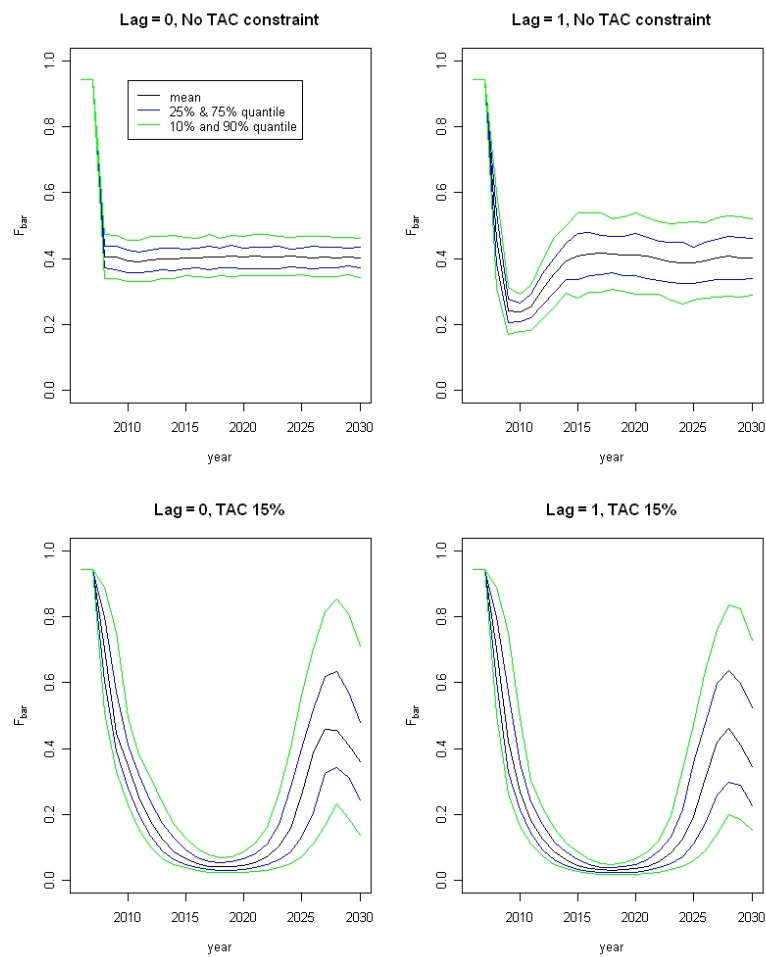 Lag = 0, No TAC constraint
1.0
0.8
0.6
0.4
0.2
0.0
F bar
mean
25% & 75% quantile
10% and 90% quantile
2010 2015 2020 2025 2030
year
Lag = 1, No TAC constraint
1.0
0.8
0.6
0.4
0.2
0.0
F bar
2010 2015 2020 2025 2030
year
Lag = 0, TAC 15%
1.0
0.8
0.6
0.4
0.2
0.0
F bar
2010 2015 2020 2025 2030
year
Lag = 1, TAC 15%
1.0
0.8
0.6
0.4
0.2
0.0
F bar
2010 2015 2020 2025 2030
year